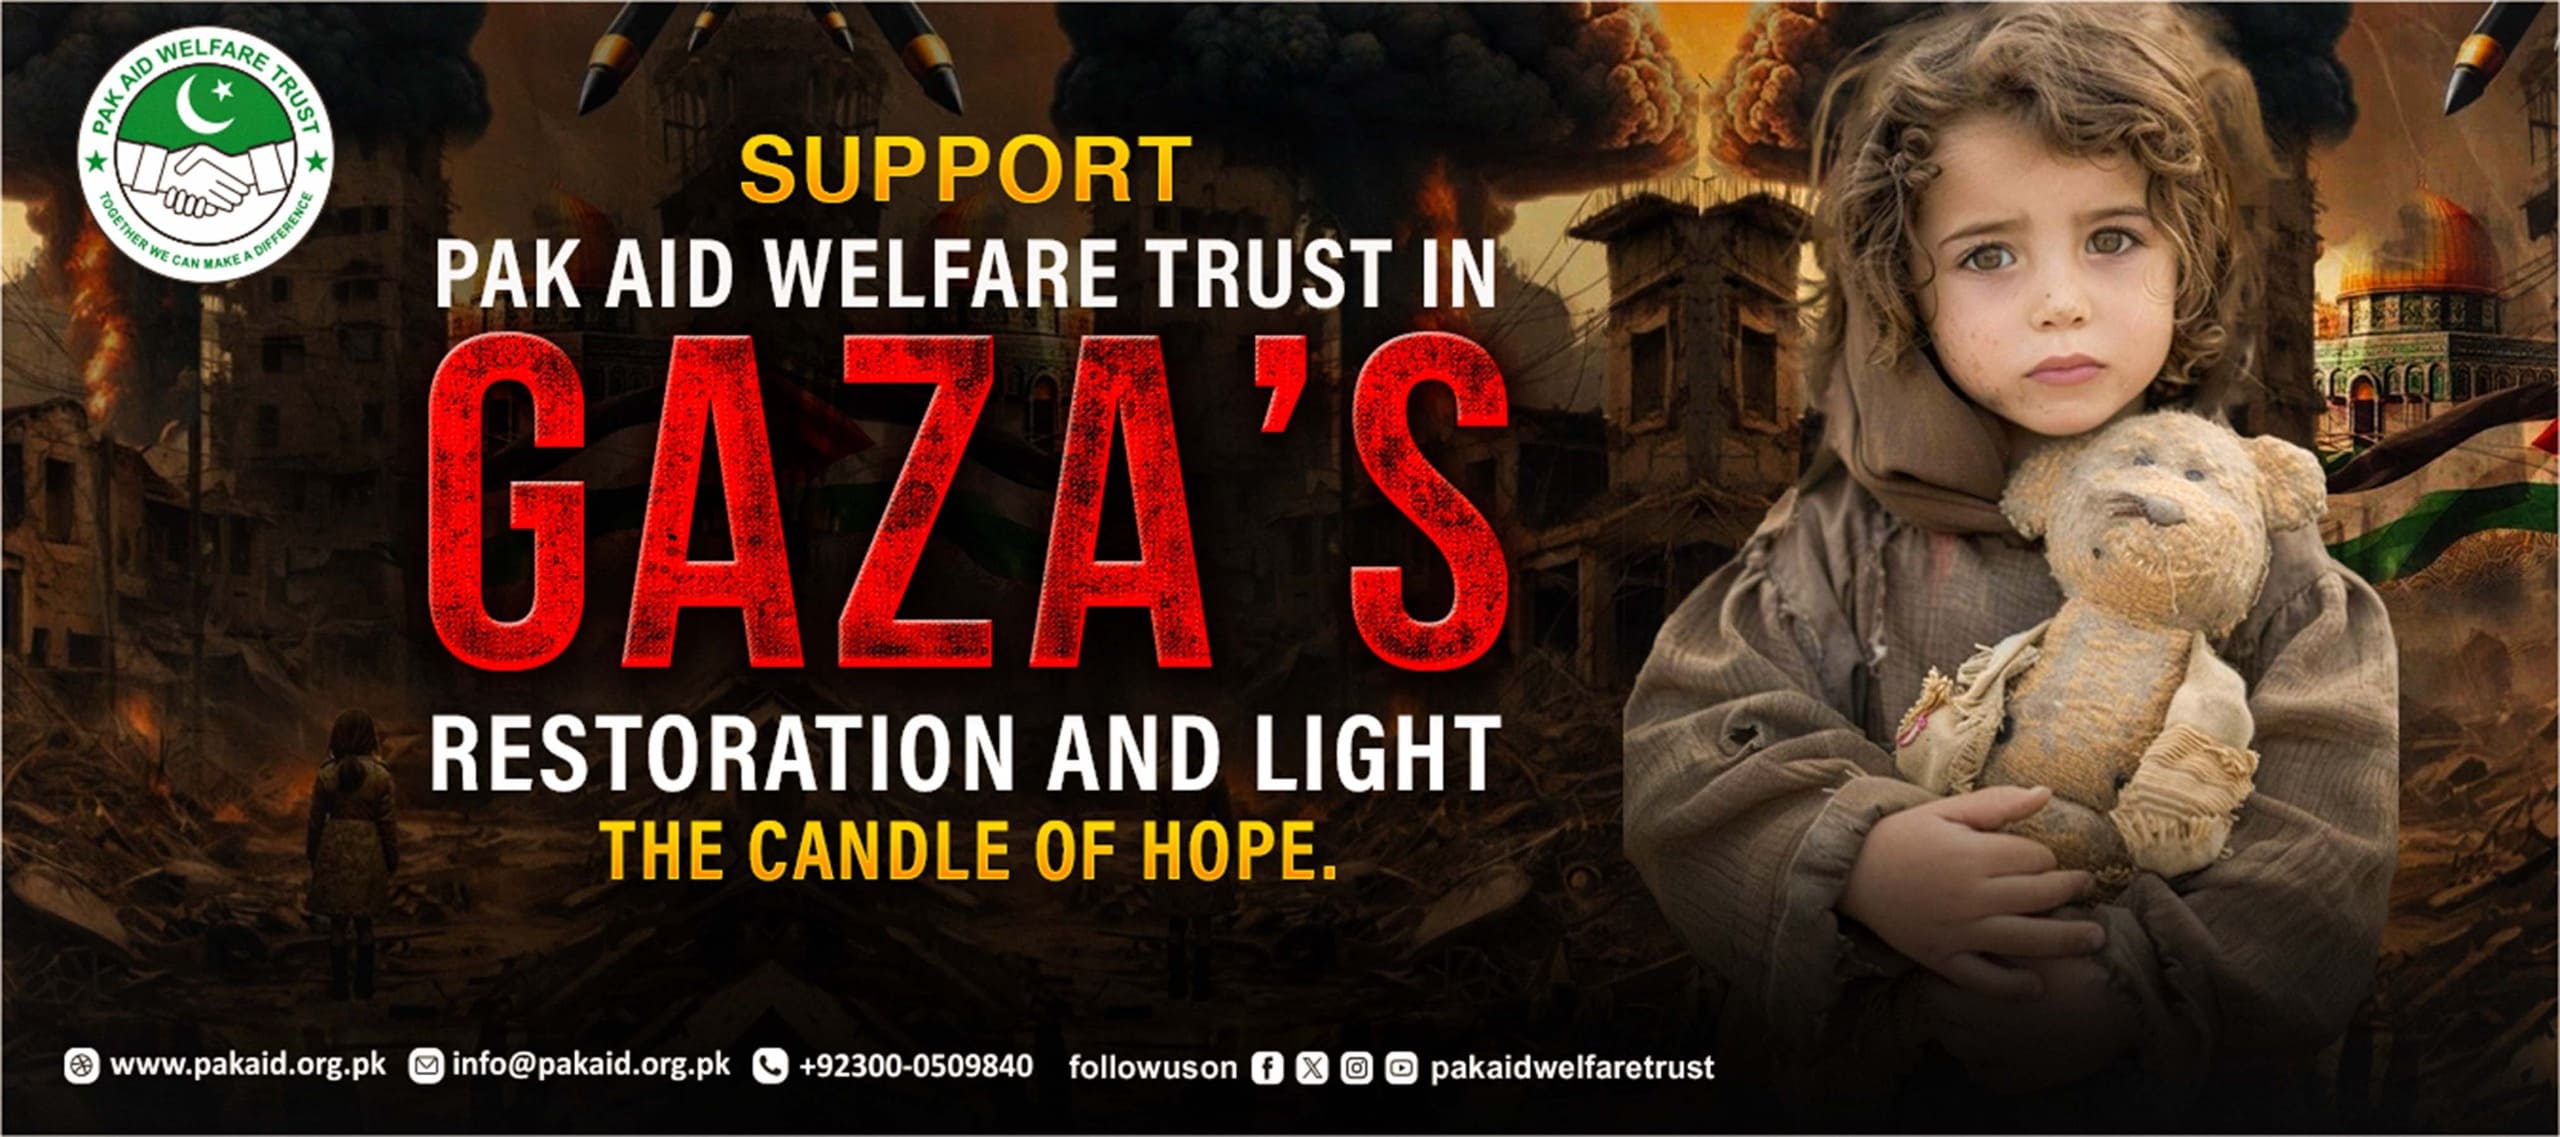 PAK AID WELFARE TRUST
TOGETHER WE CAN MAKE A DIFFERENCE
SUPPORT
PAK AID WELFARE TRUST IN
GAZA'S
RESTORATION AND LIGHT
THE CANDLE OF HOPE.
www.pakaid.org.pk info@pakaid.org.pk +92300-0509840 followuson pakaidwelfaretrust